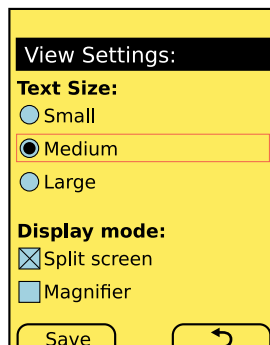 View Settings:
Text Size:
Small
Medium
Large
Display mode:
Split screen
Magnifier
Save